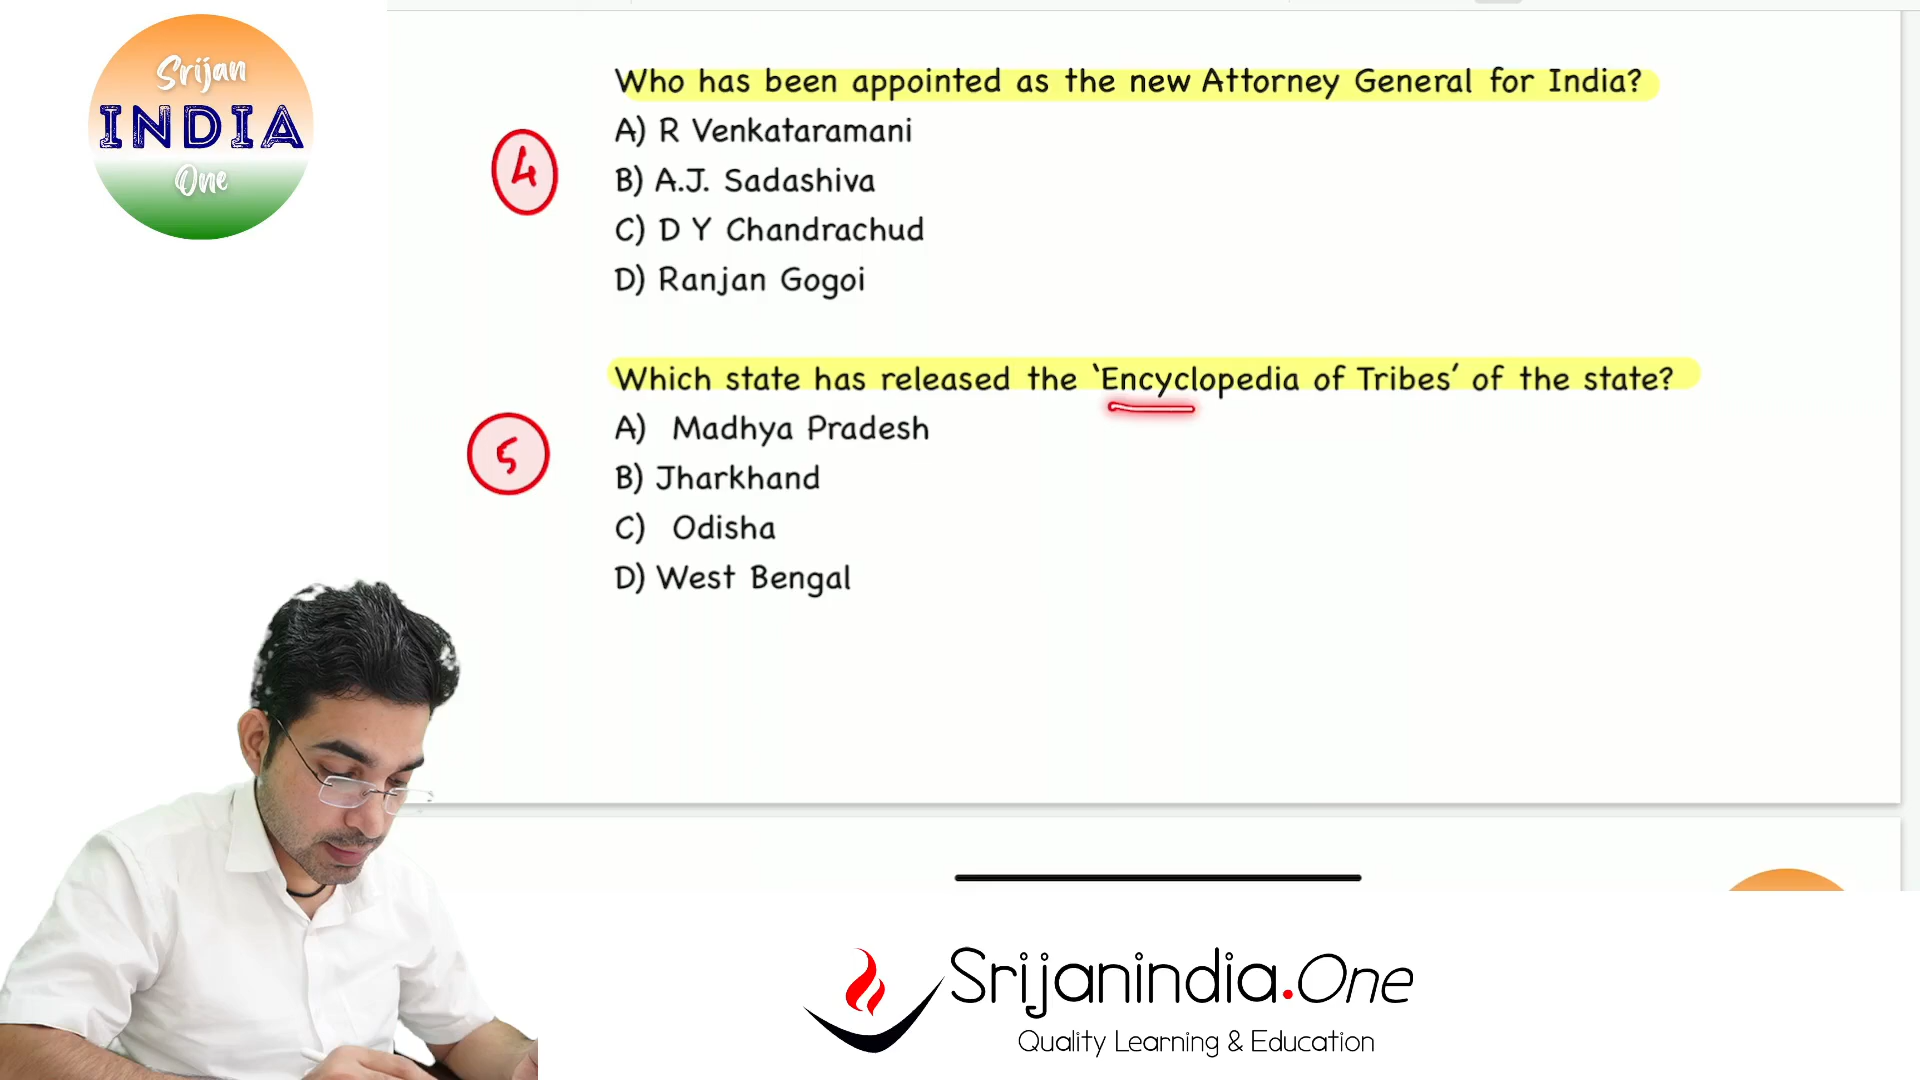 Srijan
INDIA
One
Who has been appointed as the new Attorney General for India?
4
A) R Venkataramani
B) A.J. Sadashiva
C) D Y Chandrachud
D) Ranjan Gogoi
Which state has released the ‘Encyclopedia of Tribes’ of the state?
5
A) Madhya Pradesh
B) Jharkhand
C) Odisha
D) West Bengal
Srijanindia.One
Quality Learning & Education